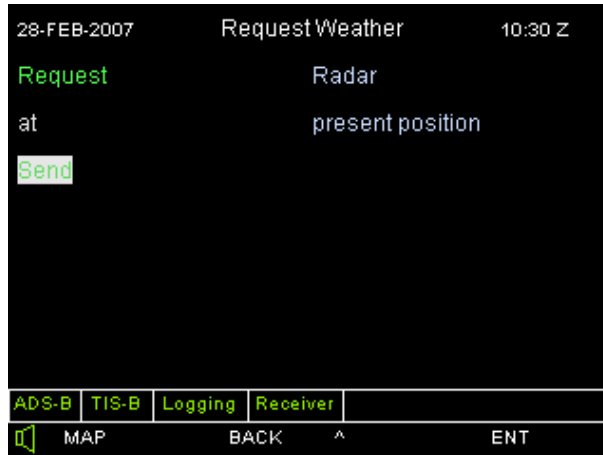 28-FEB-2007 Request Weather 10:30 Z
Request Radar
at present position
Send
ADS-B TIS-B Logging Receiver
MAP BACK ^ ENT